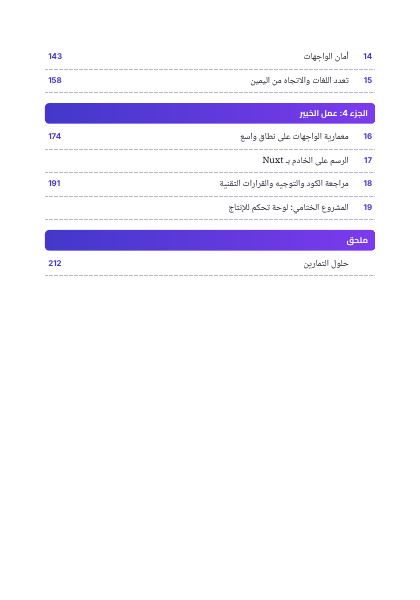 14 أمان الواجهات 143
15 تعدد اللغات والاتجاه من اليمين 158
الجزء 4: عمل الخبير
16 معمارية الواجهات على نطاق واسع 174
17 الرسم على الخادم بـ Nuxt
18 مراجعة الكود والتوجيه والقرارات التقنية 191
19 المشروع الختامي: لوحة تحكم للإنتاج
ملحق
حلول التمارين 212